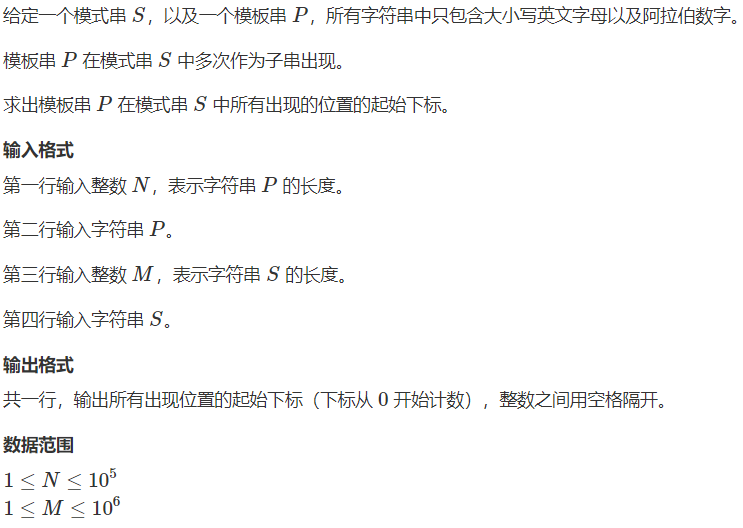 给定一个模式串 S，以及一个模板串 P，所有字符串中只包含大小写英文字母以及阿拉伯数字。
模板串 P 在模式串 S 中多次作为子串出现。
求出模板串 P 在模式串 S 中所有出现的位置的起始下标。
输入格式
第一行输入整数 N，表示字符串 P 的长度。
第二行输入字符串 P。
第三行输入整数 M，表示字符串 S 的长度。
第四行输入字符串 S。
输出格式
共一行，输出所有出现位置的起始下标（下标从 0 开始计数），整数之间用空格隔开。
数据范围
1 ≤ N ≤ 10⁵
1 ≤ M ≤ 10⁶